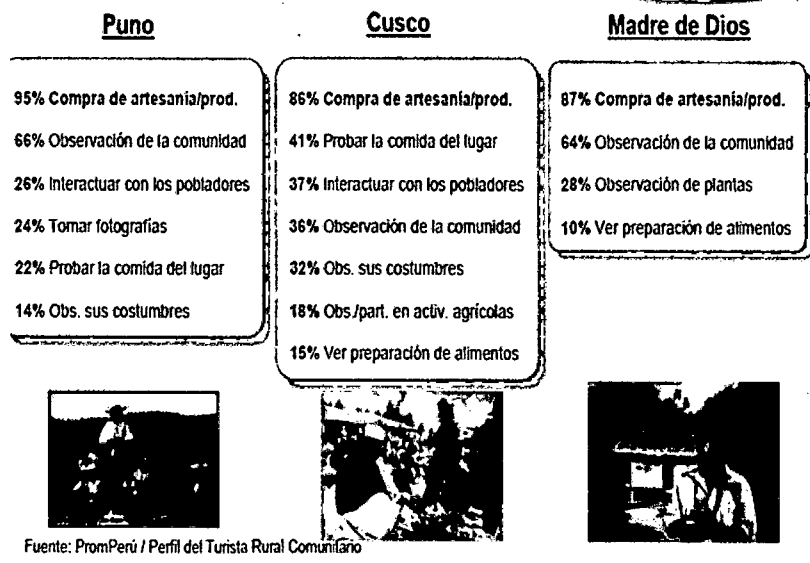 Puno
95% Compra de artesanía/prod.
66% Observación de la comunidad
26% Interactuar con los pobladores
24% Tomar fotografías
22% Probar la comida del lugar
14% Obs. sus costumbres
Cusco
86% Compra de artesanía/prod.
41% Probar la comida del lugar
37% Interactuar con los pobladores
36% Observación de la comunidad
32% Obs. sus costumbres
18% Obs./part. en activ. agrícolas
15% Ver preparación de alimentos
Madre de Dios
87% Compra de artesanía/prod.
64% Observación de la comunidad
28% Observación de plantas
10% Ver preparación de alimentos
Fuente: PromPerú / Perfil del Turista Rural Comunitario